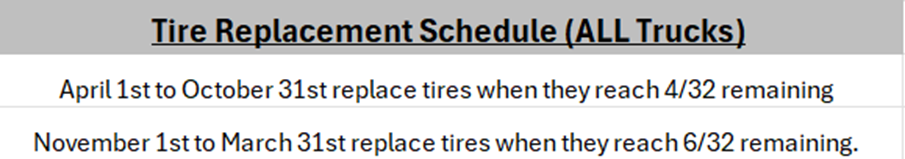 Tire Replacement Schedule (ALL Trucks)
April 1st to October 31st replace tires when they reach 4/32 remaining
November 1st to March 31st replace tires when they reach 6/32 remaining.